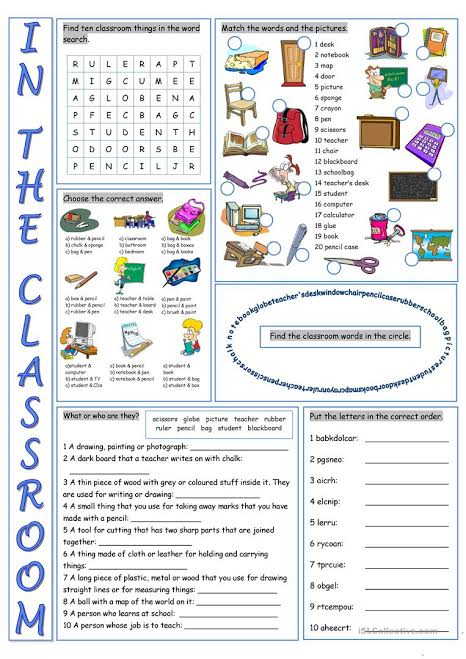 IN THE CLASSROOM
Find ten classroom things in the word
search.
R U L E R A P T
M I G C U M E E
A G L O B E N A
P F E C B A G C
S T U D E N T H
O D O O R S B E
P E N C I L J R
Match the words and the pictures.
1 desk
2 notebook
3 map
4 door
5 picture
6 sponge
7 crayon
8 pen
9 scissors
10 teacher
11 chair
12 blackboard
13 schoolbag
14 teacher's desk
15 student
16 computer
17 calculator
18 glue
19 book
20 pencil case
Choose the correct answer.
a) rubber & pencil
b) chalk & sponge
c) bag & pen
a) classroom
b) bathroom
c) bedroom
a) bag & book
b) bag & boxes
c) bag & books
a) box & pencil
b) rubber & pencil
c) rubber & pen
a) teacher & table
b) board & teacher
c) teacher & desk
a) pen & pencil
b) pen & paint
c) brush & paint
a) student &
computer
b) student & TV
c) student & CDs
a) book & pencil
b) notebook & pen
c) notebook &
pencil
a) student &
book
b) student & bag
c) student & box
notebookglobeteacher'sdeskwindowchairpencilcaserubberschoolbagpicture
Find the classroom words in the circle.
What or who are they?
scissors globe picture teacher rubber
ruler pencil bag student blackboard
1 A drawing, painting or photograph:
2 A dark board that a teacher writes on with chalk:
3 A thin piece of wood with grey or coloured stuff inside it. They
are used for writing or drawing:
4 A small thing that you use for taking away marks that you have
made with a pencil:
5 A tool for cutting that has two sharp parts that are joined
together:
6 A thing made of cloth or leather for holding and carrying
things:
7 A long piece of plastic, metal or wood that you use for drawing
straight lines or for measuring things:
8 A ball with a map of the world on it:
9 A person who learns at school:
10 A person whose job is to teach:
Put the letters in the correct order.
1 babkdolcar:
2 pgsneo:
3 aicrh:
4 elcnip:
5 lerru:
6 rycoan:
7 tprcuie:
8 obgel:
9 rtcempou:
10 aheecrt:
iSLCollective.com